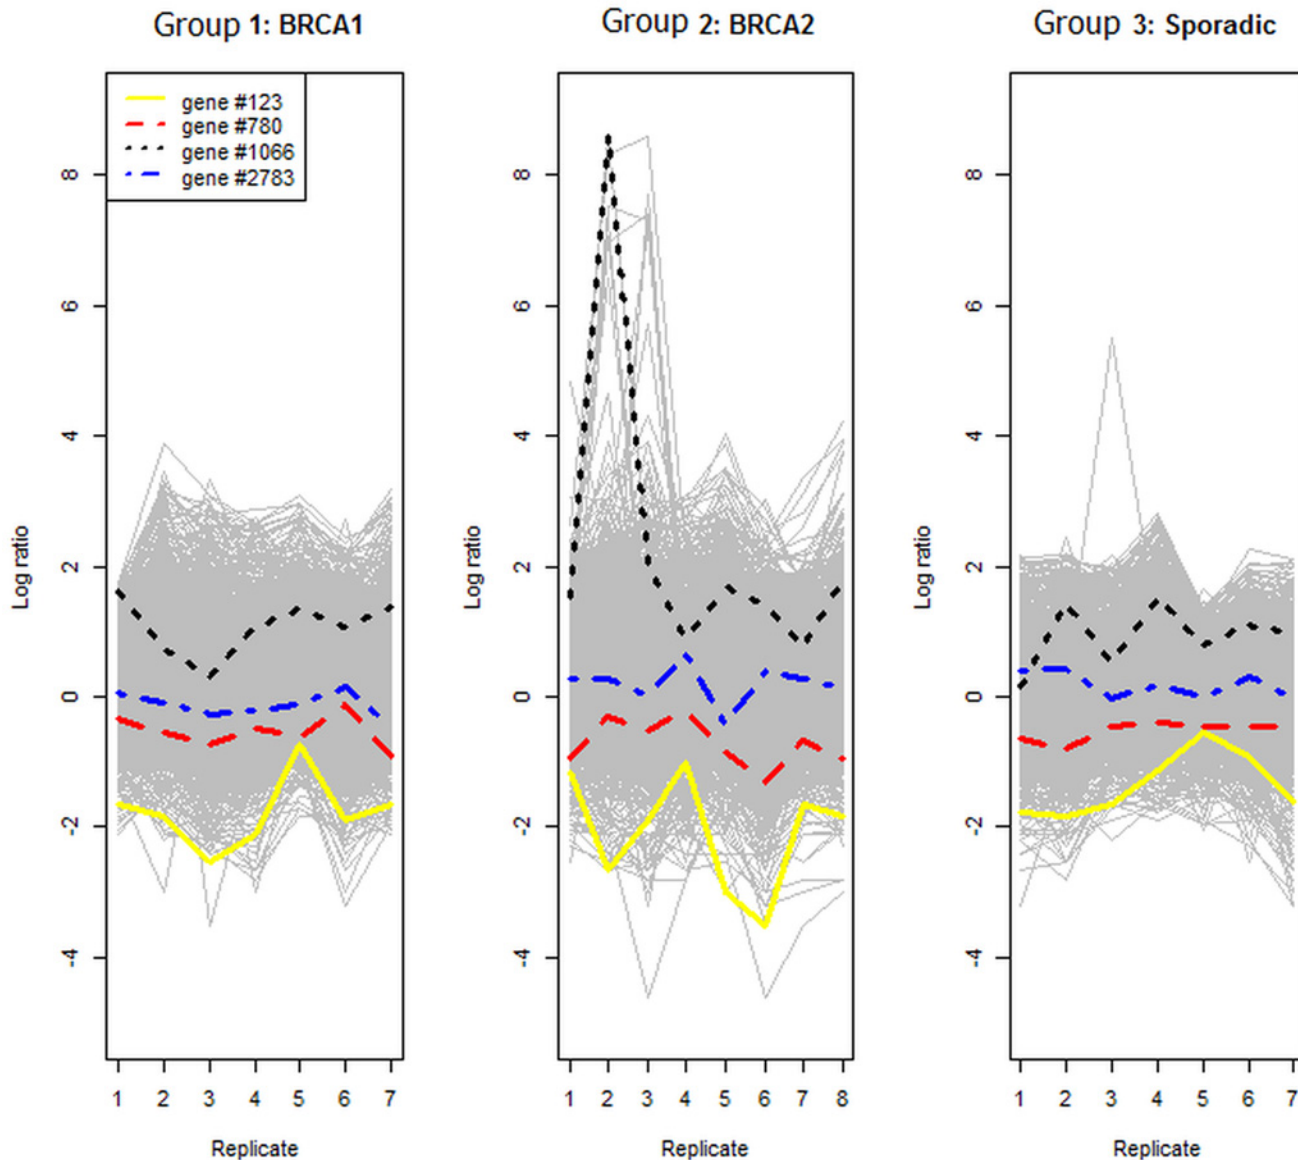 Group 1: BRCA1
Group 2: BRCA2
Group 3: Sporadic
gene #123
gene #780
gene #1066
gene #2783
Log ratio
8
6
4
2
0
-2
-4
1 2 3 4 5 6 7
Replicate
Log ratio
8
6
4
2
0
-2
-4
1 2 3 4 5 6 7 8
Replicate
Log ratio
8
6
4
2
0
-2
-4
1 2 3 4 5 6 7
Replicate